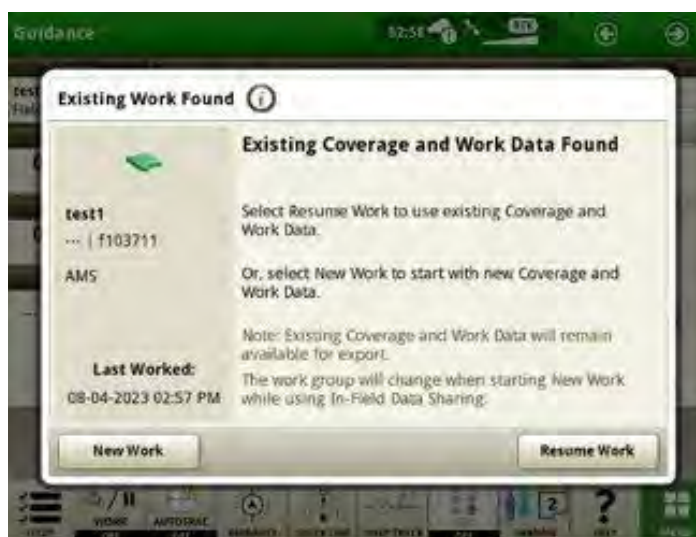 Guidance
Existing Work Found
Existing Coverage and Work Data Found
test1
--- | f103711
AMS
Last Worked:
08-04-2023 02:57 PM
Select Resume Work to use existing Coverage and
Work Data.
Or, select New Work to start with new Coverage and
Work Data.
Note: Existing Coverage and Work Data will remain
available for export.
The work group will change when starting New Work
while using In-Field Data Sharing.
New Work
Resume Work
WORK
AUTOTRAC
2
?